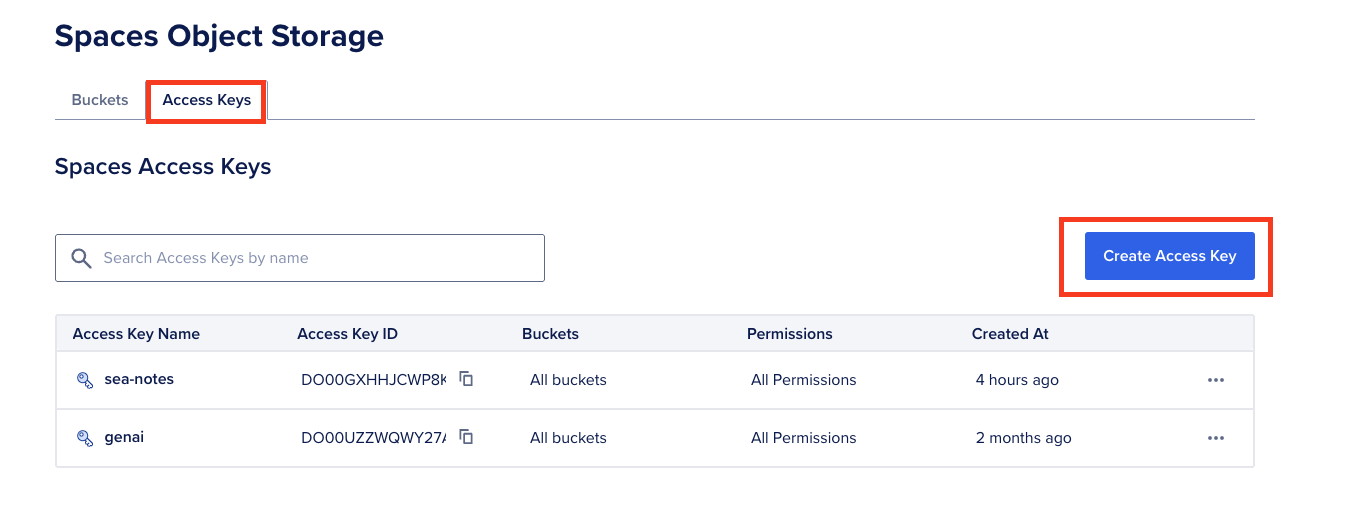 Spaces Object Storage
Buckets Access Keys
Spaces Access Keys
Search Access Keys by name
Create Access Key
Access Key Name Access Key ID Buckets Permissions Created At
sea-notes DO00GXHHJCWP8K All buckets All Permissions 4 hours ago
genai DO00UZZWQWY27A All buckets All Permissions 2 months ago